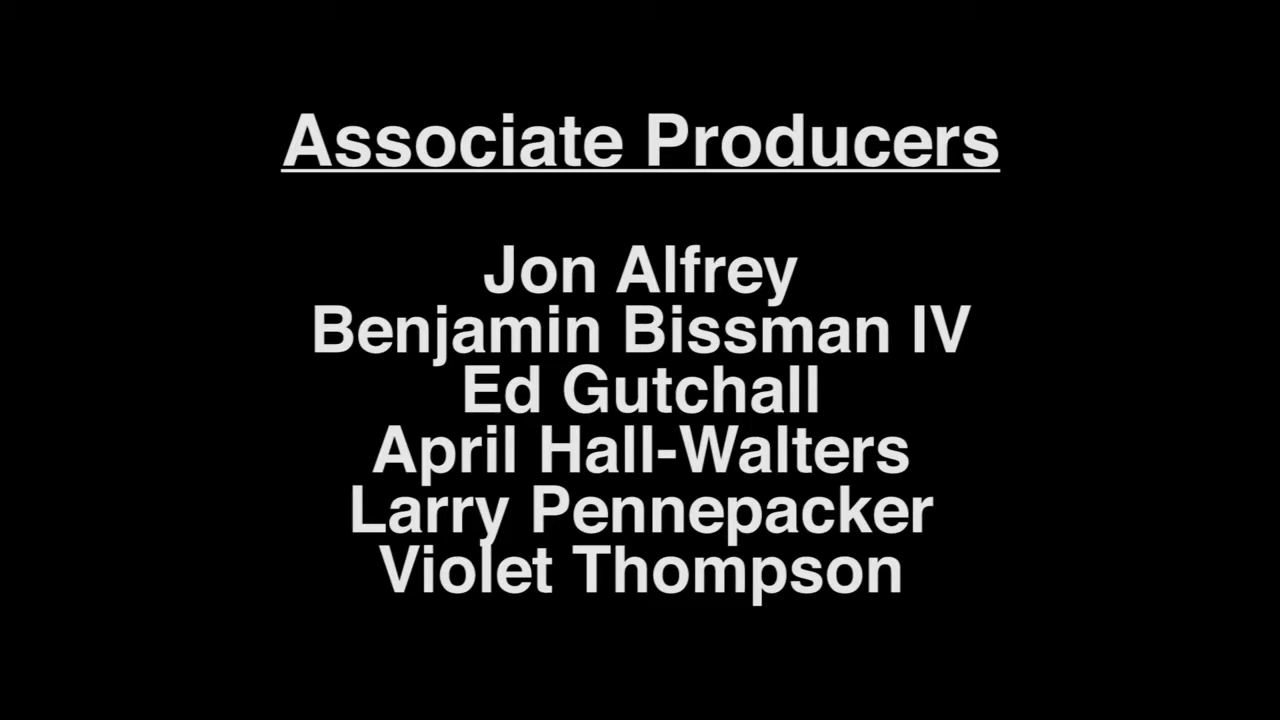 Associate Producers
Jon Alfrey
Benjamin Bissman IV
Ed Gutchall
April Hall-Walters
Larry Pennepacker
Violet Thompson